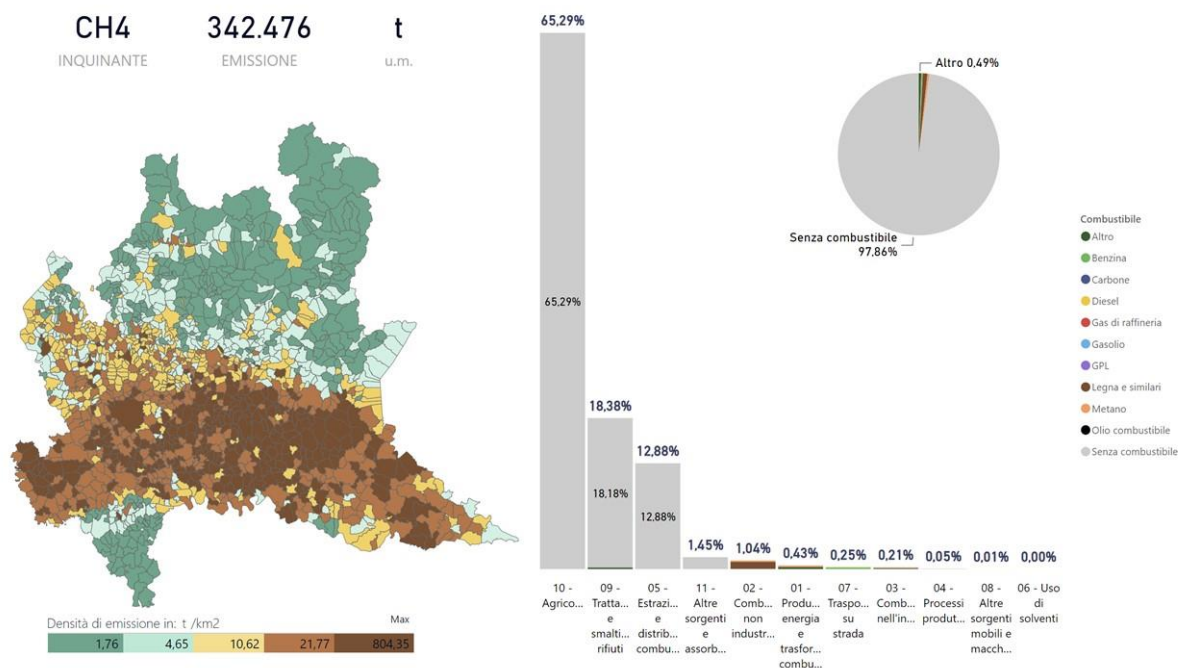 CH4
342.476
t
INQUINANTE
EMISSIONE
u.m.
Densità di emissione in: t /km2
Max
1,76
4,65
10,62
21,77
804,35
65,29%
65,29%
18,38%
18,18%
12,88%
12,88%
1,45%
1,04%
0,43%
0,25%
0,21%
0,05%
0,01%
0,00%
10 -
Agrico...
09 -
Tratta...
e
smalti...
rifiuti
05 -
Estrazi...
e
distrib...
combu...
11 -
Altre
sorgenti
e
assorb...
02 -
Comb...
non
industr...
01 -
Produ...
energia
e
trasfor...
combu...
07 -
Traspo...
su
strada
03 -
Comb...
nell'in...
04 -
Processi
produt...
08 -
Altre
sorgenti
mobili e
macch...
06 - Uso
di
solventi
Altro 0,49%
Senza combustibile
97,86%
Combustibile
Altro
Benzina
Carbone
Diesel
Gas di raffineria
Gasolio
GPL
Legna e similari
Metano
Olio combustibile
Senza combustibile